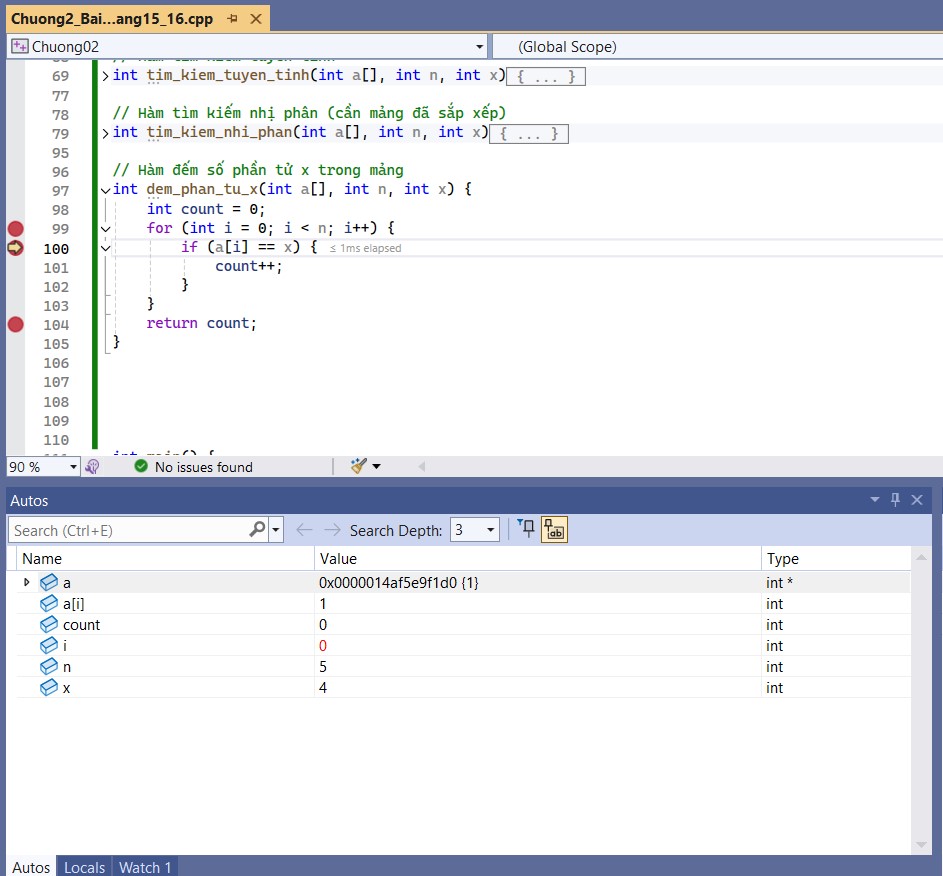 Chuong2_Bai...ang15_16.cpp
Chuong02 (Global Scope)
69 int tim_kiem_tuyen_tinh(int a[], int n, int x) { ... }
77
78 // Hàm tìm kiếm nhị phân (cần mảng đã sắp xếp)
79 int tim_kiem_nhi_phan(int a[], int n, int x) { ... }
95
96 // Hàm đếm số phần tử x trong mảng
97 int dem_phan_tu_x(int a[], int n, int x) {
98 int count = 0;
99 for (int i = 0; i < n; i++) {
100 if (a[i] == x) { ≤ 1ms elapsed
101 count++;
102 }
103 }
104 return count;
105 }
106
107
108
109
110
90 % No issues found
Autos
Search (Ctrl+E) Search Depth: 3
Name Value Type
a 0x0000014af5e9f1d0 {1} int *
a[i] 1 int
count 0 int
i 0 int
n 5 int
x 4 int
Autos Locals Watch 1